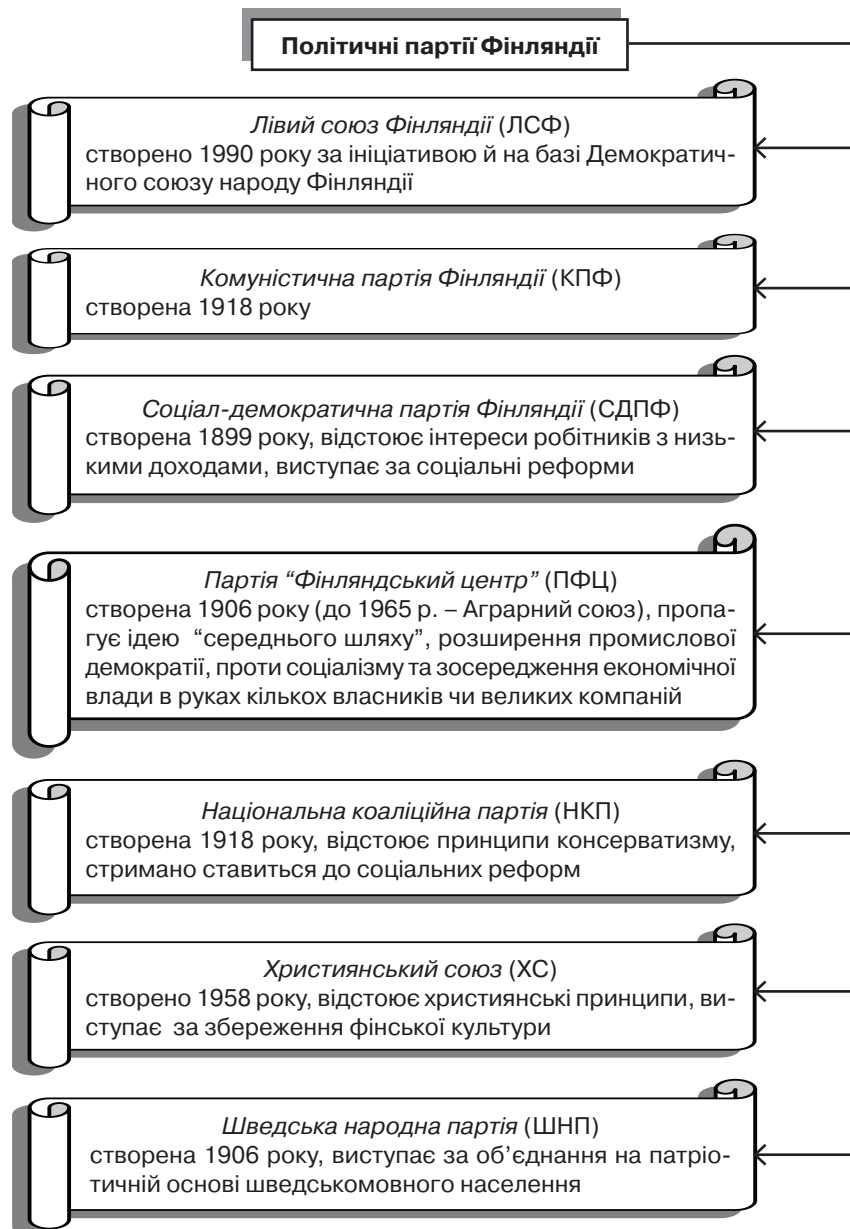 Політичні партії Фінляндії
Лівий союз Фінляндії (ЛСФ)
створено 1990 року за ініціативою й на базі Демократич-
ного союзу народу Фінляндії
Комуністична партія Фінляндії (КПФ)
створена 1918 року
Соціал-демократична партія Фінляндії (СДПФ)
створена 1899 року, відстоює інтереси робітників з низь-
кими доходами, виступає за соціальні реформи
Партія “Фінляндський центр” (ПФЦ)
створена 1906 року (до 1965 р. – Аграрний союз), пропа-
гує ідею “середнього шляху”, розширення промислової
демократії, проти соціалізму та зосередження економічної
влади в руках кількох власників чи великих компаній
Національна коаліційна партія (НКП)
створена 1918 року, відстоює принципи консерватизму,
стримано ставиться до соціальних реформ
Християнський союз (ХС)
створено 1958 року, відстоює християнські принципи, ви-
ступає за збереження фінської культури
Шведська народна партія (ШНП)
створена 1906 року, виступає за об’єднання на патріо-
тичній основі шведськомовного населення